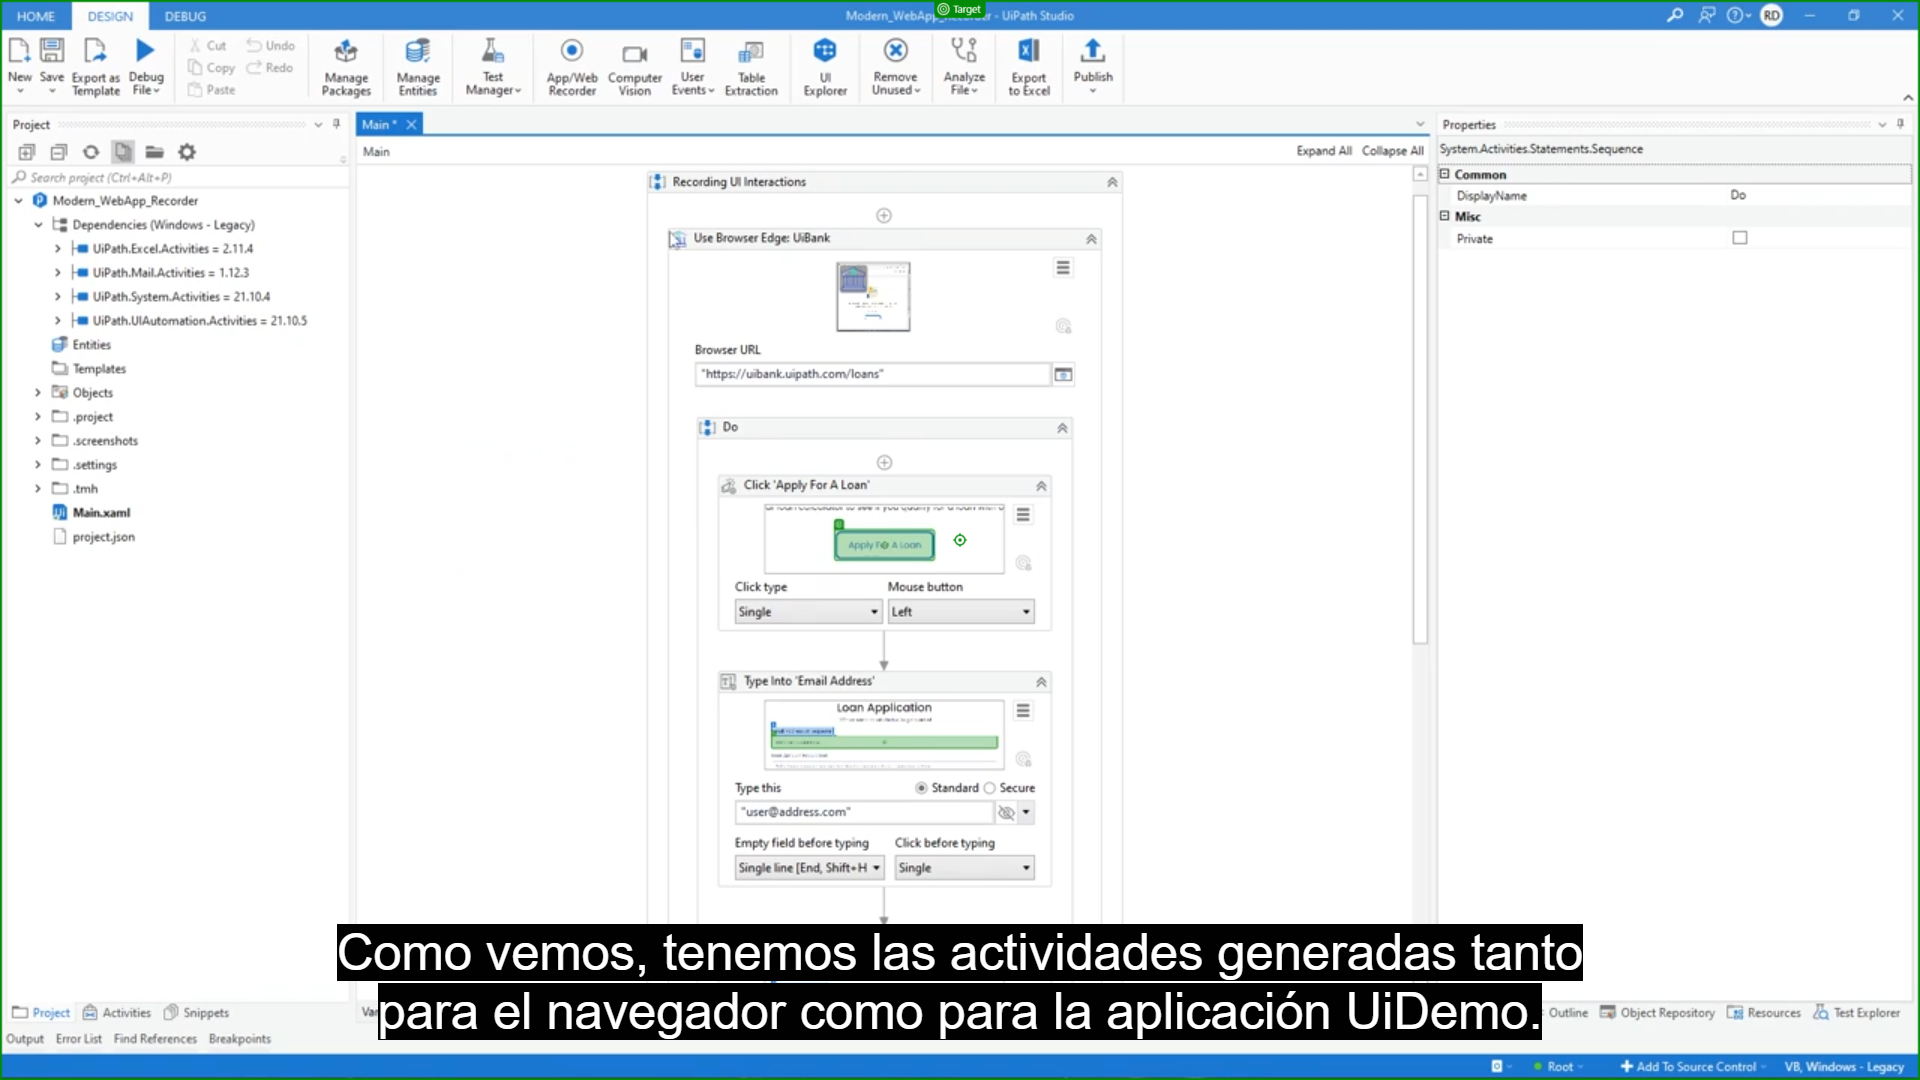 HOME DESIGN DEBUG
Target
Modern_WebApp_Recorder - UiPath Studio
RD
New
Save
Export as Template
Debug File
Cut
Copy
Paste
Undo
Redo
Manage Packages
Manage Entities
Test Manager
App/Web Recorder
Computer Vision
User Events
Table Extraction
UI Explorer
Remove Unused
Analyze File
Export to Excel
Publish
Project
Search project (Ctrl+Alt+P)
Modern_WebApp_Recorder
Dependencies (Windows - Legacy)
UiPath.Excel.Activities = 2.11.4
UiPath.Mail.Activities = 1.12.3
UiPath.System.Activities = 21.10.4
UiPath.UIAutomation.Activities = 21.10.5
Entities
Templates
Objects
.project
.screenshots
.settings
.tmh
Main.xaml
project.json
Main *
Main
Expand All Collapse All
Recording UI Interactions
Use Browser Edge: UiBank
Browser URL
"https://uibank.uipath.com/loans"
Do
Click 'Apply For A Loan'
Apply For A Loan
Click type
Mouse button
Single
Left
Type Into 'Email Address'
Loan Application
Type this
Standard Secure
"user@address.com"
Empty field before typing
Click before typing
Single line [End, Shift+H
Single
Properties
System.Activities.Statements.Sequence
Common
DisplayName Do
Misc
Private
Como vemos, tenemos las actividades generadas tanto
para el navegador como para la aplicación UiDemo.
Project Activities Snippets
Outline Object Repository Resources Test Explorer
Output Error List Find References Breakpoints
Root Add To Source Control VB, Windows - Legacy